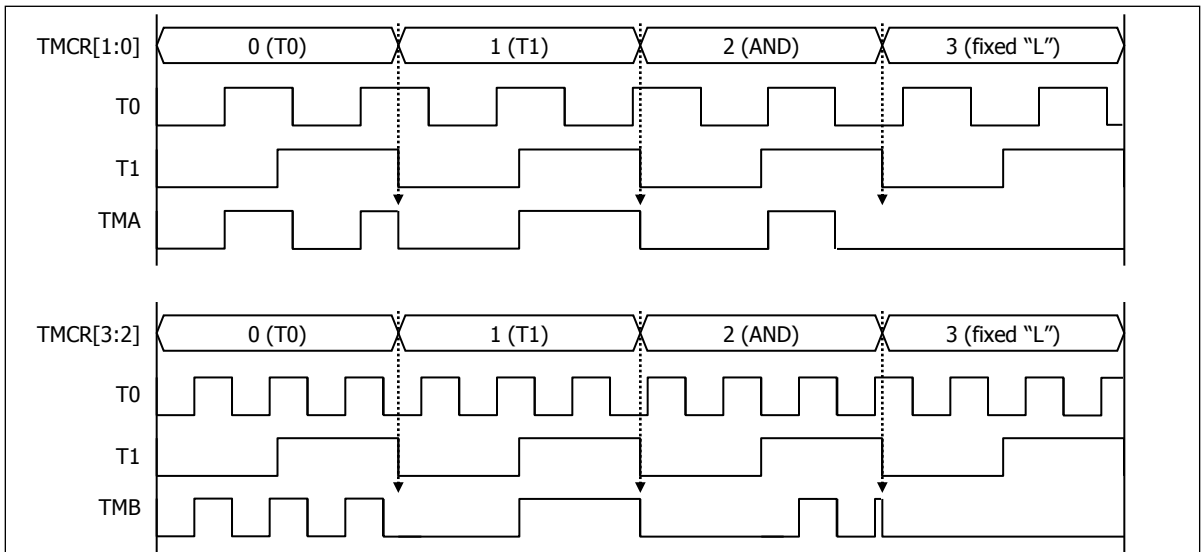 TMCR[1:0] 0 (T0) 1 (T1) 2 (AND) 3 (fixed “L”)
T0
T1
TMA
TMCR[3:2] 0 (T0) 1 (T1) 2 (AND) 3 (fixed “L”)
T0
T1
TMB